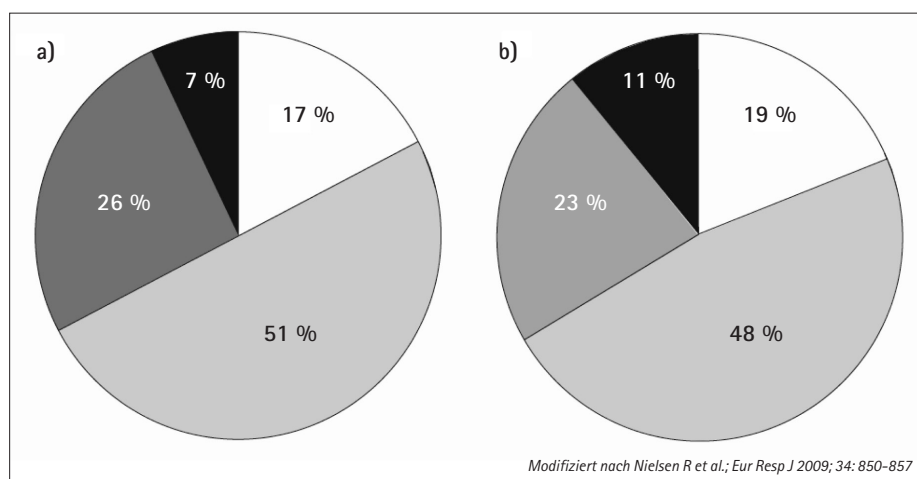 a)
7 %
17 %
26 %
51 %
b)
11 %
19 %
23 %
48 %
Modifiziert nach Nielsen R et al.; Eur Resp J 2009; 34: 850–857